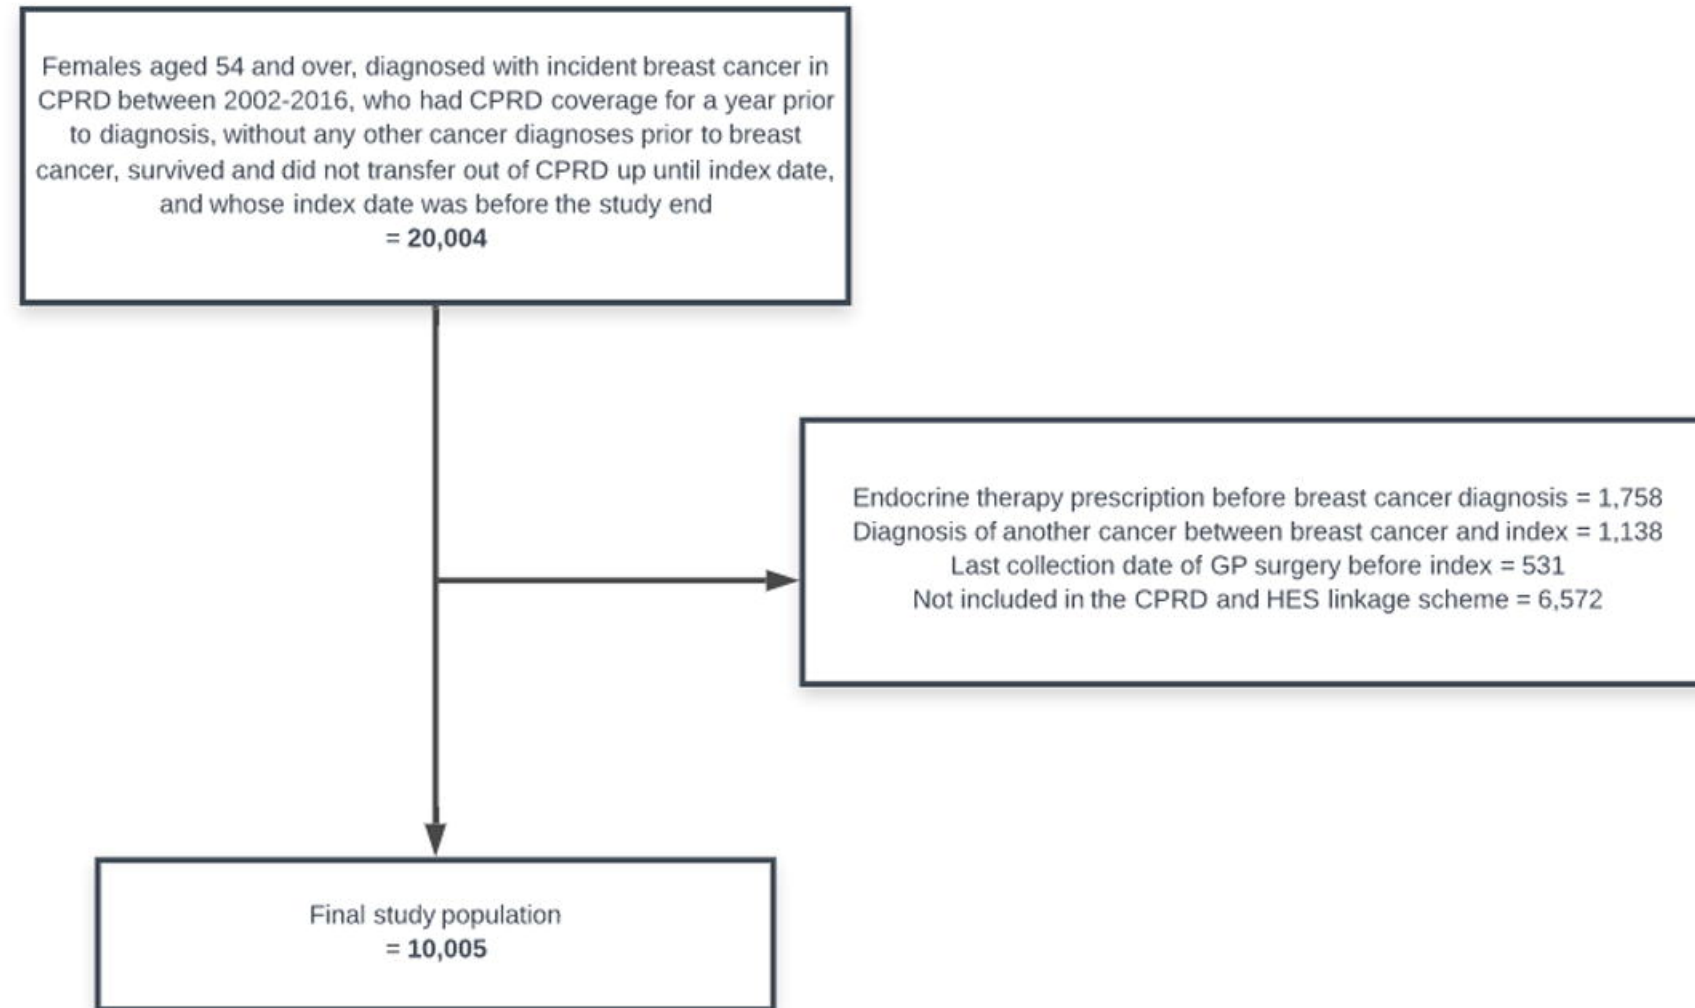 Females aged 54 and over, diagnosed with incident breast cancer in
CPRD between 2002-2016, who had CPRD coverage for a year prior
to diagnosis, without any other cancer diagnoses prior to breast
cancer, survived and did not transfer out of CPRD up until index date,
and whose index date was before the study end
= 20,004
Endocrine therapy prescription before breast cancer diagnosis = 1,758
Diagnosis of another cancer between breast cancer and index = 1,138
Last collection date of GP surgery before index = 531
Not included in the CPRD and HES linkage scheme = 6,572
Final study population
= 10,005